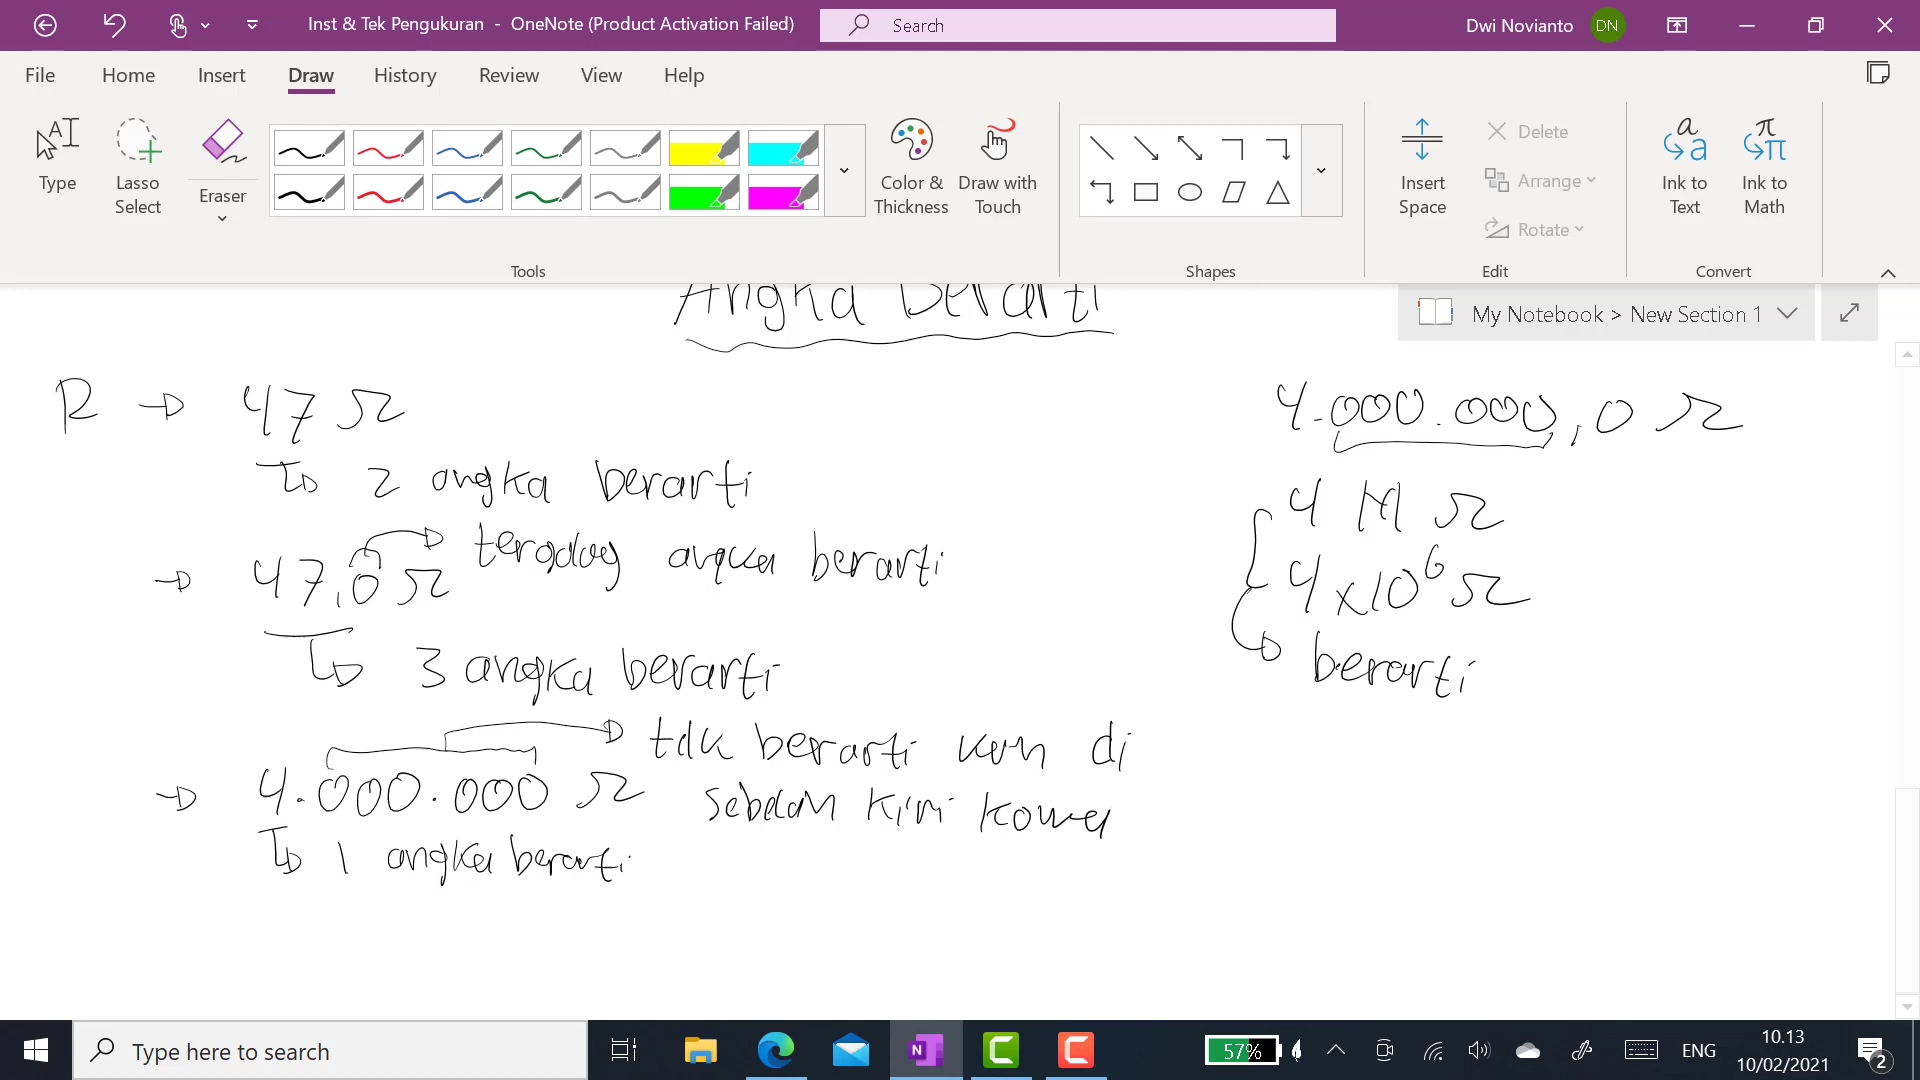 Inst & Tek Pengukuran - OneNote (Product Activation Failed)
Search
Dwi Novianto DN
File Home Insert Draw History Review View Help
Type
Lasso Select
Eraser
Color & Thickness
Draw with Touch
Insert Space
Delete
Arrange
Rotate
Ink to Text
Ink to Math
Tools Shapes Edit Convert
My Notebook > New Section 1
Angka Berarti
R → 47 Ω
↳ 2 angka berarti
→ 47,0 Ω → angka berarti
↳ 3 angka berarti
→ 4.000.000 Ω → tdk berarti di
sebelah kiri koma
↳ 1 angka berarti
4.000.000,0 Ω
4 M Ω
4x10⁶ Ω
→ berarti
Type here to search
57%
ENG
10.13
10/02/2021
2